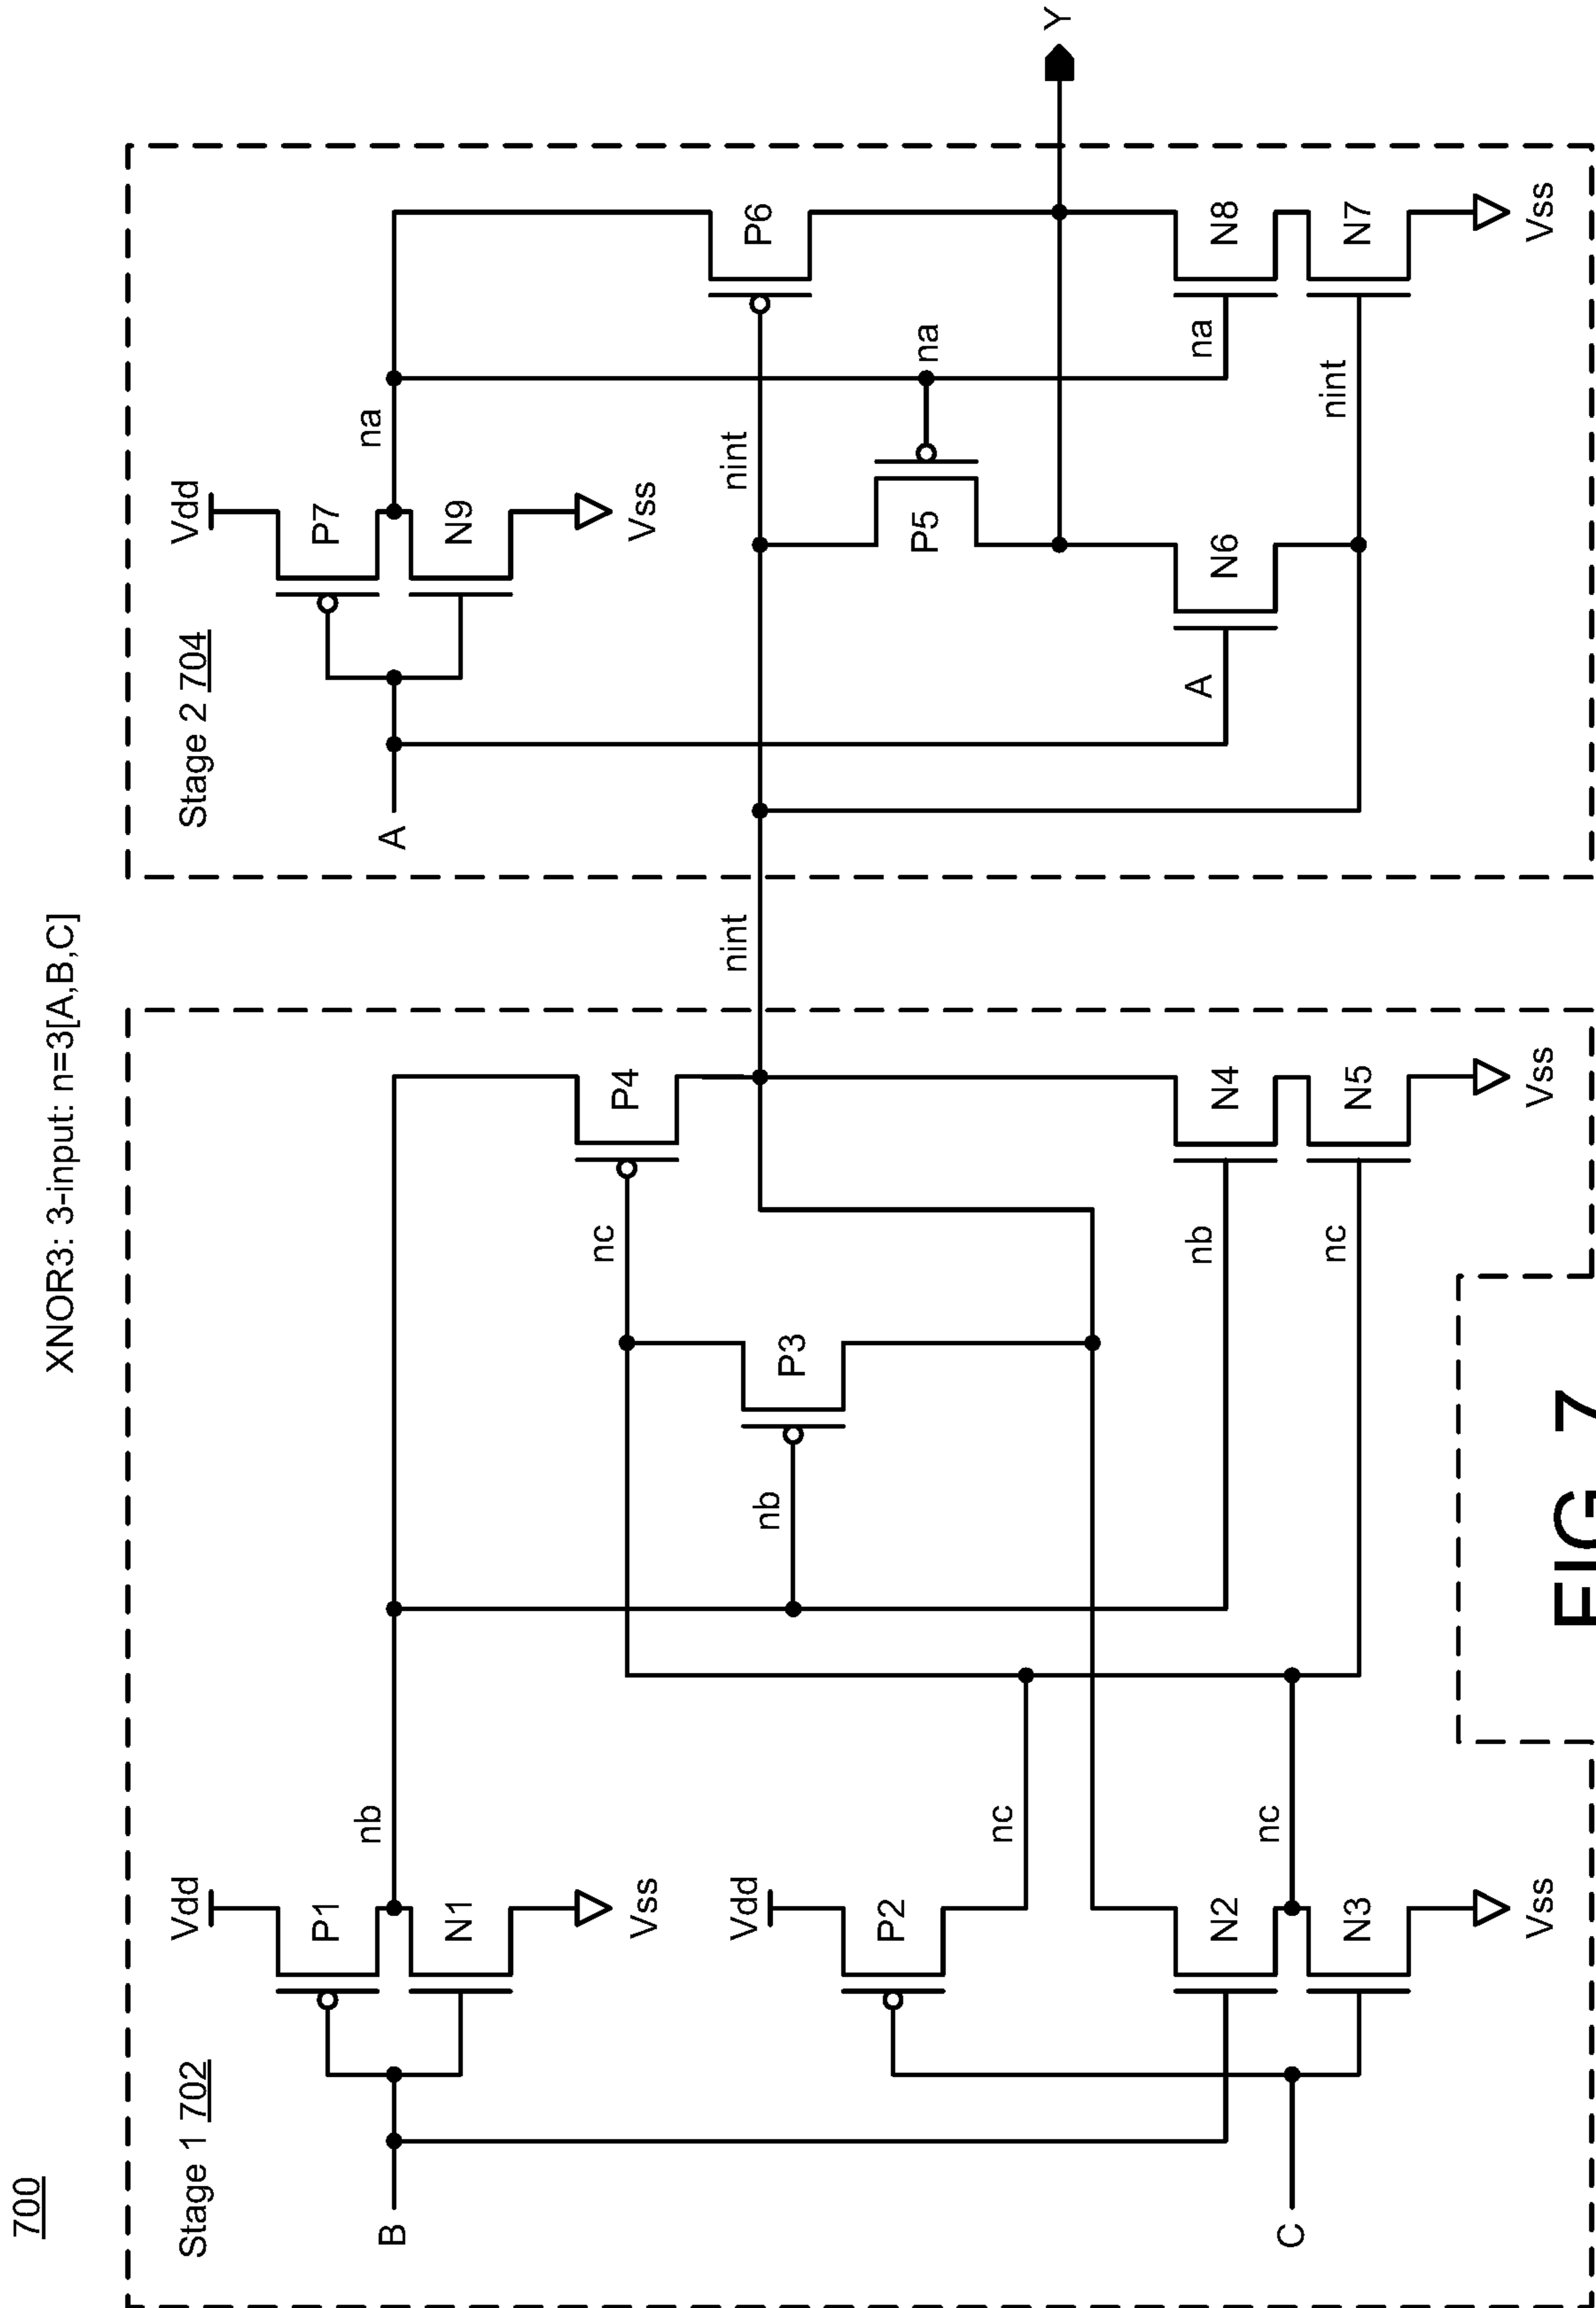 700
XNOR3: 3-input: n=3[A,B,C]
Stage 1 702
Vdd
P1
nb
N1
Vss
B
Vdd
P2
nc
N2
nc
N3
Vss
C
nb
P3
nc
P4
nb
N4
nc
N5
Vss
nint
Stage 2 704
Vdd
P7
na
N9
Vss
A
nint
P6
na
P5
A
N6
na
N8
nint
N7
Vss
Y
FIG. 7